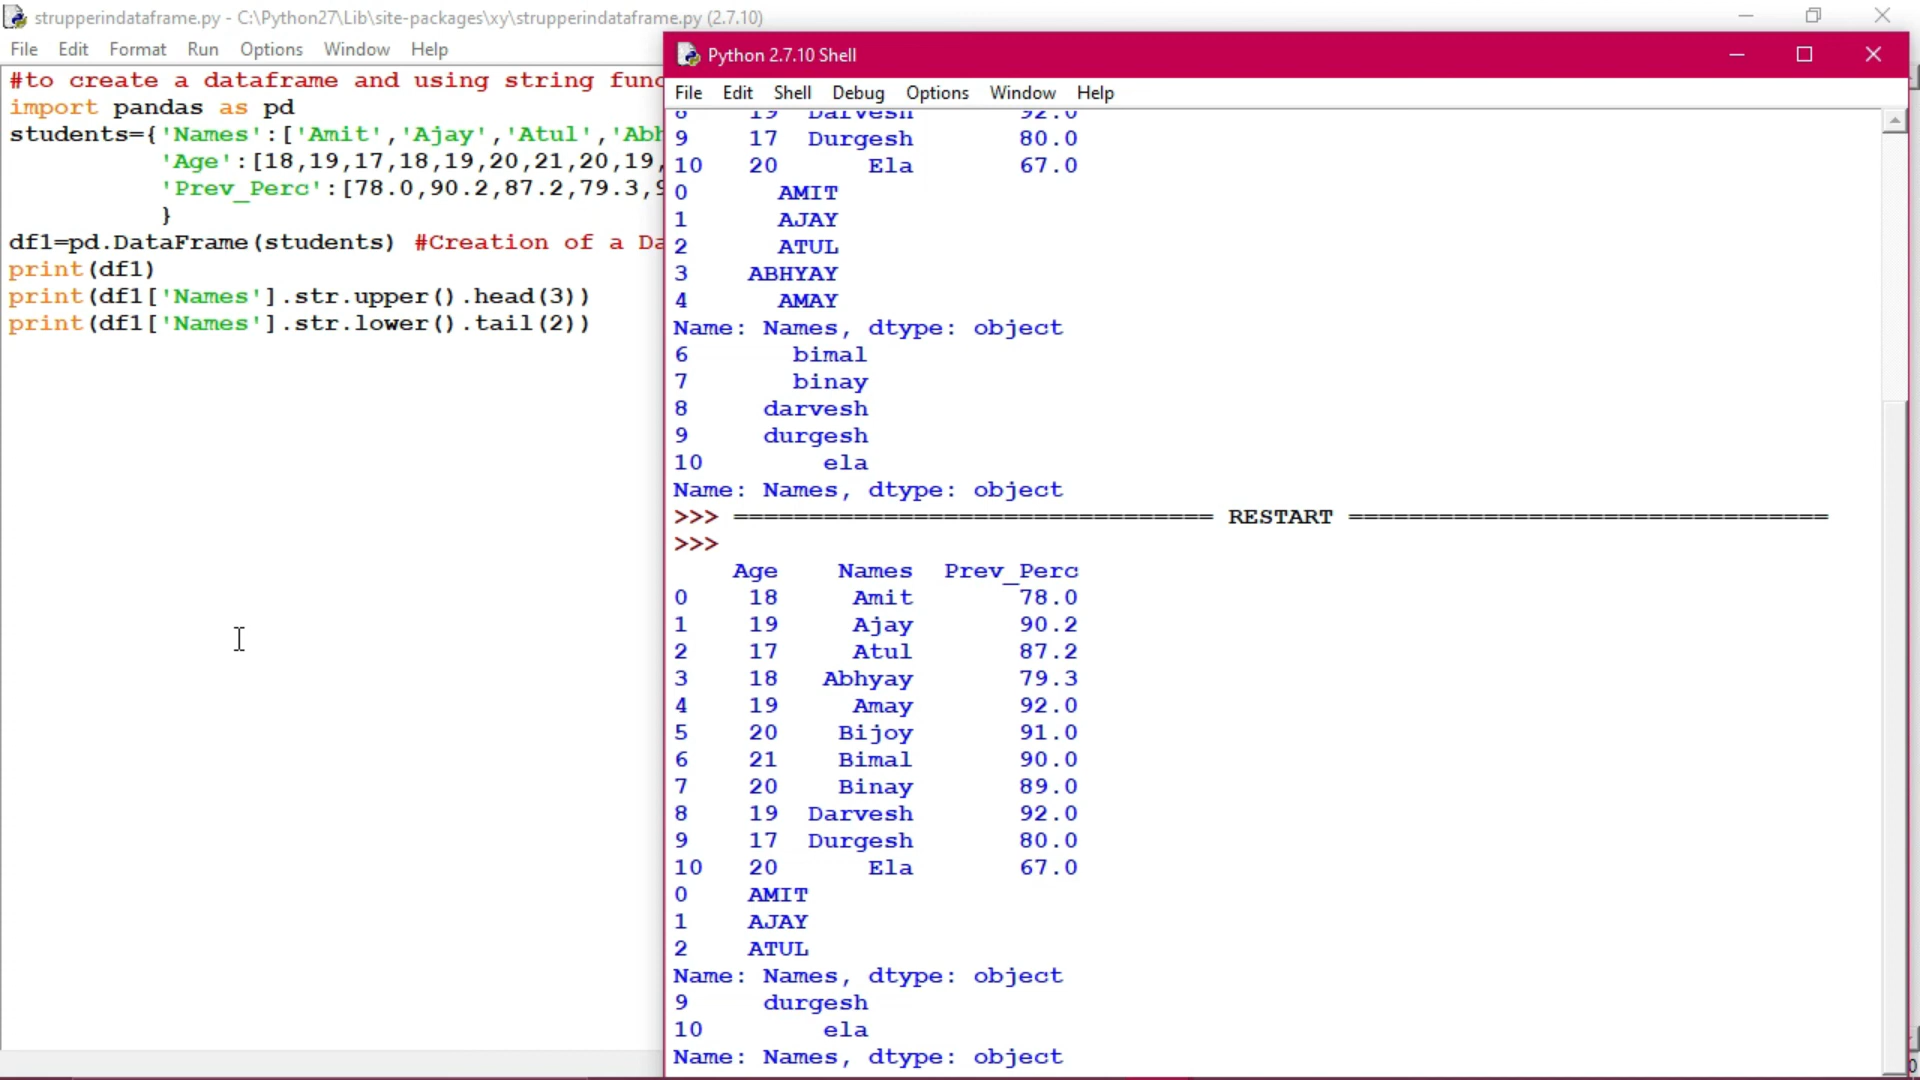 strupperindataframe.py - C:\Python27\Lib\site-packages\xy\strupperindataframe.py (2.7.10)
File Edit Format Run Options Window Help
#to create a dataframe and using string func
import pandas as pd
students={'Names':['Amit','Ajay','Atul','Abh
'Age':[18,19,17,18,19,20,21,20,19,
'Prev_Perc':[78.0,90.2,87.2,79.3,9
}
df1=pd.DataFrame(students) #Creation of a Da
print(df1)
print(df1['Names'].str.upper().head(3))
print(df1['Names'].str.lower().tail(2))
Python 2.7.10 Shell
File Edit Shell Debug Options Window Help
8 19 Darvesh 92.0
9 17 Durgesh 80.0
10 20 Ela 67.0
0 AMIT
1 AJAY
2 ATUL
3 ABHYAY
4 AMAY
Name: Names, dtype: object
6 bimal
7 binay
8 darvesh
9 durgesh
10 ela
Name: Names, dtype: object
>>> ================================ RESTART ================================
>>>
Age Names Prev_Perc
0 18 Amit 78.0
1 19 Ajay 90.2
2 17 Atul 87.2
3 18 Abhyay 79.3
4 19 Amay 92.0
5 20 Bijoy 91.0
6 21 Bimal 90.0
7 20 Binay 89.0
8 19 Darvesh 92.0
9 17 Durgesh 80.0
10 20 Ela 67.0
0 AMIT
1 AJAY
2 ATUL
Name: Names, dtype: object
9 durgesh
10 ela
Name: Names, dtype: object